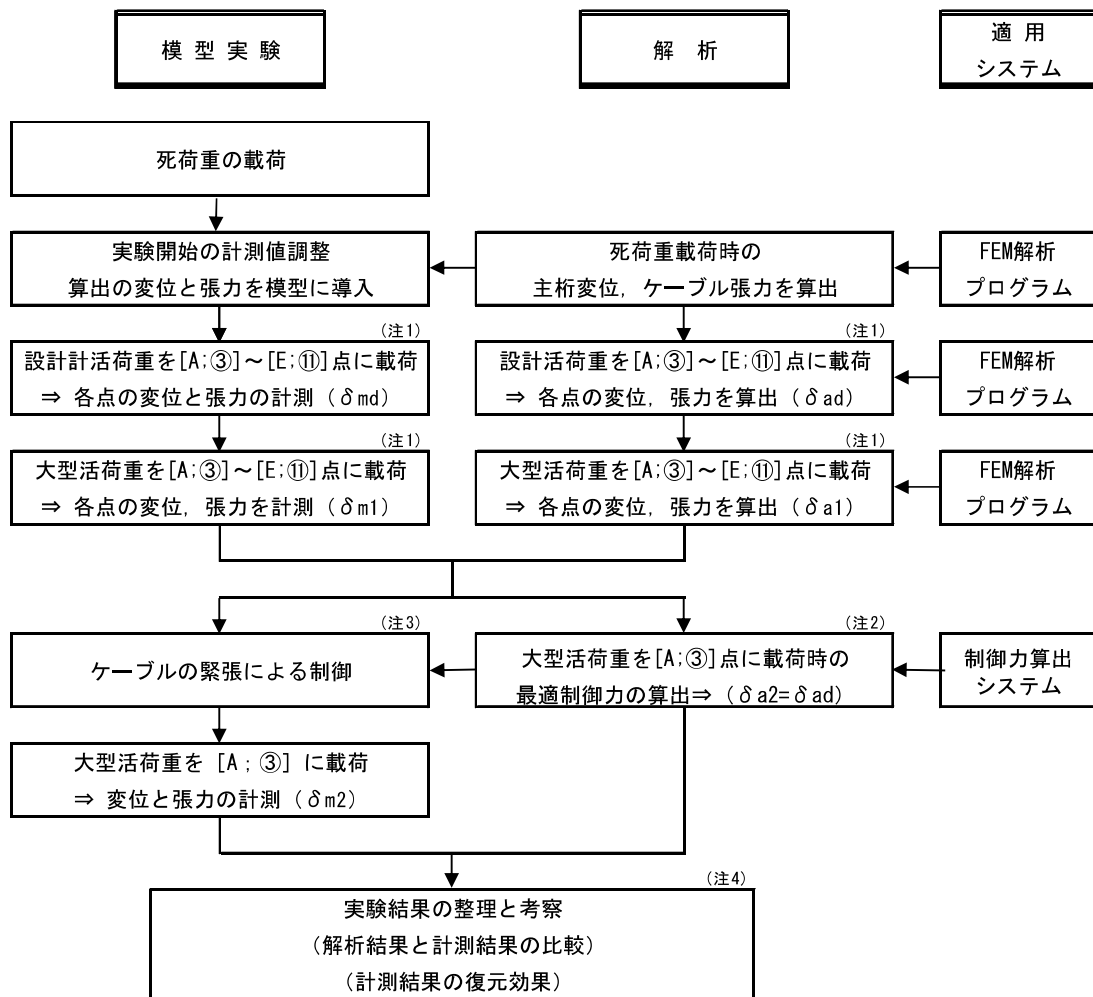 模 型 実 験
解 析
適 用
システム
死荷重の載荷
実験開始の計測値調整
算出の変位と張力を模型に導入
死荷重載荷時の
主桁変位，ケーブル張力を算出
FEM解析
プログラム
(注1)
設計計活荷重を[A;③]～[E;⑪]点に載荷
⇒ 各点の変位と張力の計測（δmd）
(注1)
設計活荷重を[A;③]～[E;⑪]点に載荷
⇒ 各点の変位，張力を算出（δad）
FEM解析
プログラム
(注1)
大型活荷重を[A;③]～[E;⑪]点に載荷
⇒ 各点の変位，張力を計測（δm1）
(注1)
大型活荷重を[A;③]～[E;⑪]点に載荷
⇒ 各点の変位，張力を算出（δa1）
FEM解析
プログラム
(注3)
ケーブルの緊張による制御
(注2)
大型活荷重を[A;③]点に載荷時の
最適制御力の算出⇒（δa2=δad）
制御力算出
システム
大型活荷重を [A；③] に載荷
⇒ 変位と張力の計測（δm2）
(注4)
実験結果の整理と考察
(解析結果と計測結果の比較)
(計測結果の復元効果)